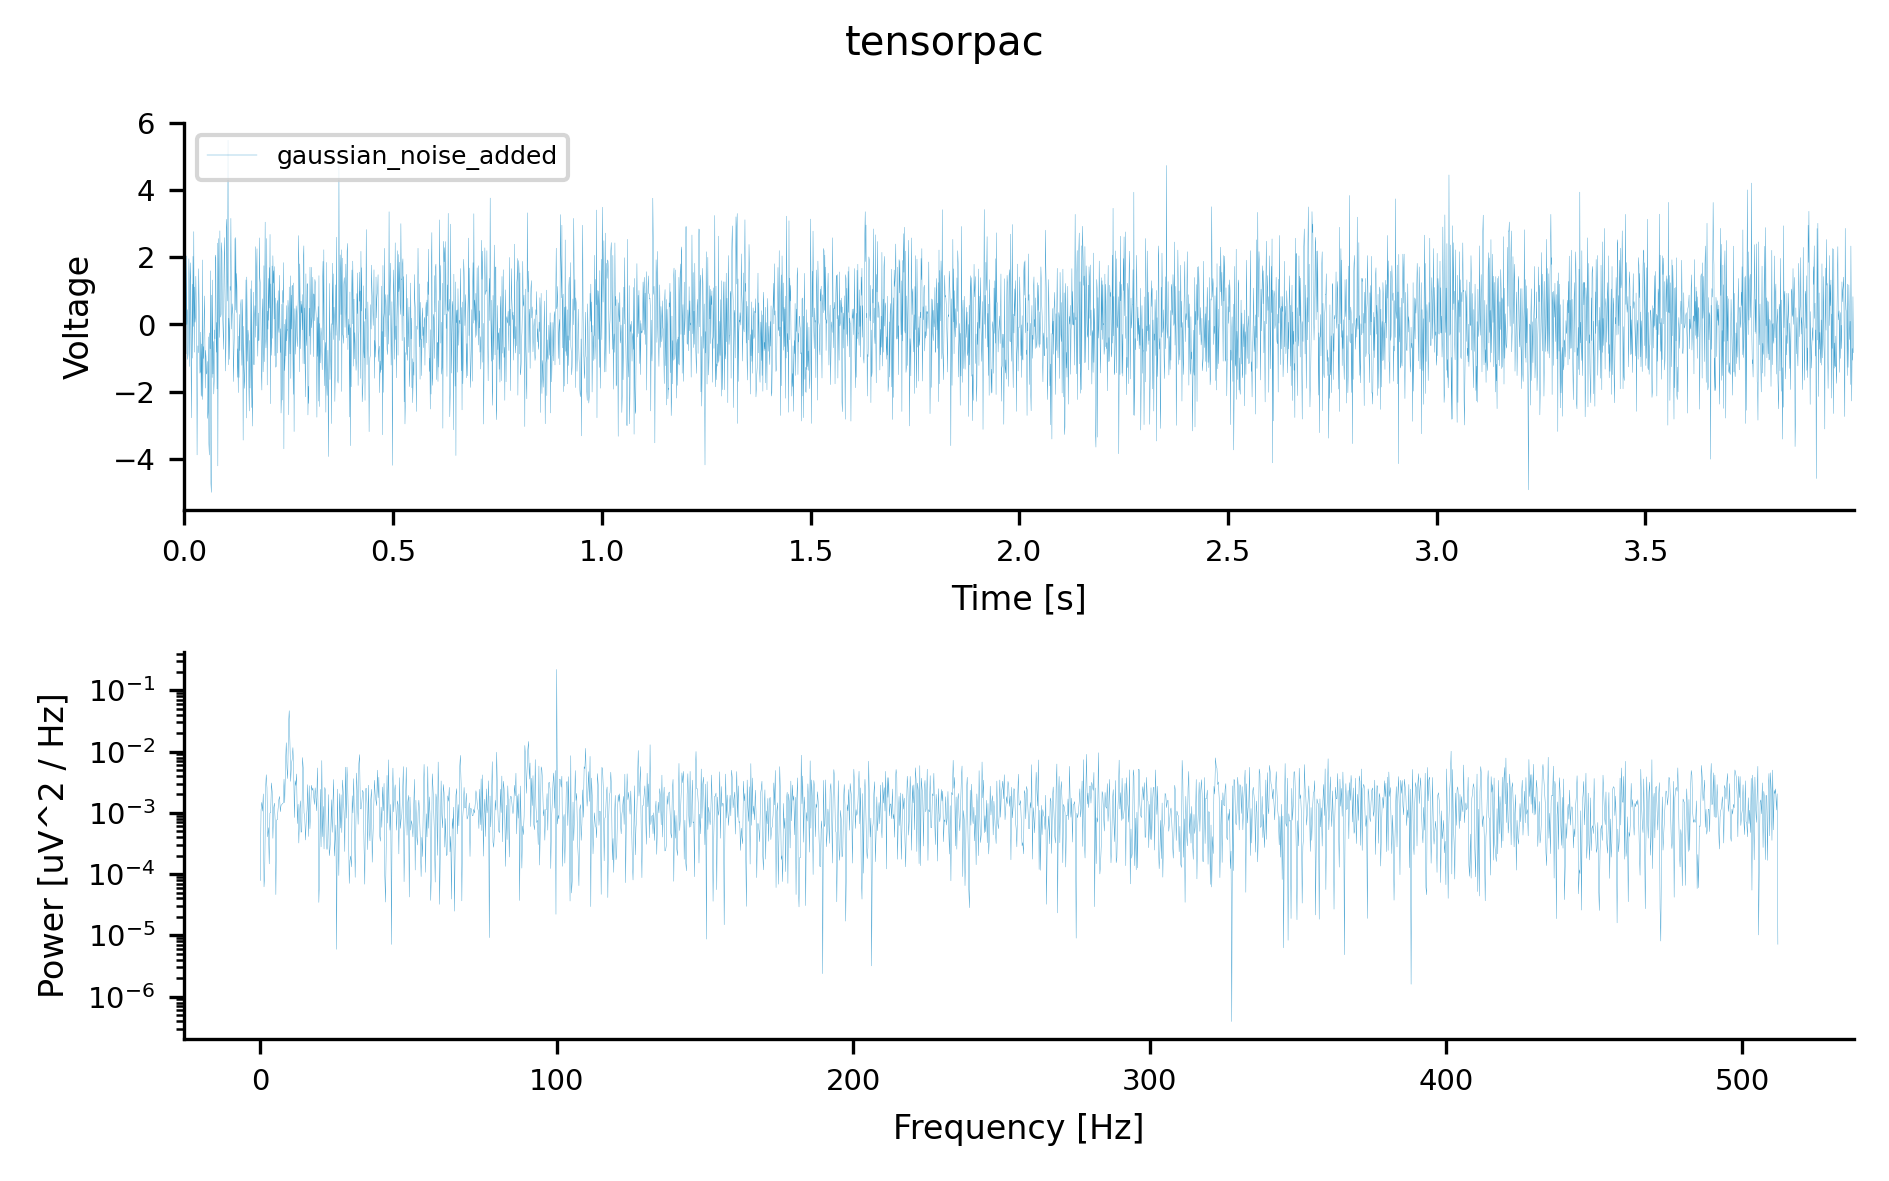 tensorpac
gaussian_noise_added
Voltage
6
4
2
0
−2
−4
0.0 0.5 1.0 1.5 2.0 2.5 3.0 3.5
Time [s]
Power [uV^2 / Hz]
10⁻¹
10⁻²
10⁻³
10⁻⁴
10⁻⁵
10⁻⁶
0 100 200 300 400 500
Frequency [Hz]